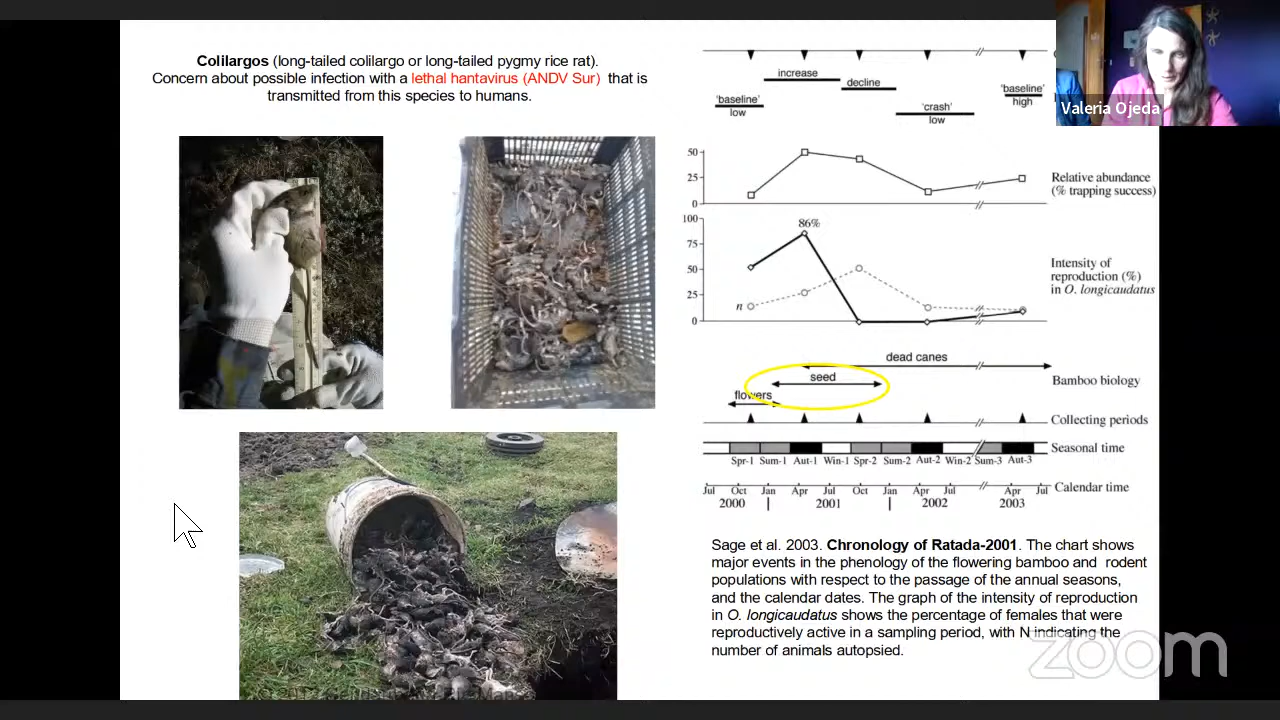 Colilargos (long-tailed colilargo or long-tailed pygmy rice rat).
Concern about possible infection with a lethal hantavirus (ANDV Sur) that is
transmitted from this species to humans.
increase
decline
'baseline'
low
'crash'
low
'baseline'
high
Valeria Ojeda
50
25
0
Relative abundance
(% trapping success)
100
75
50
25
0
86%
n
Intensity of
reproduction (%)
in O. longicaudatus
dead canes
seed
flowers
Bamboo biology
Collecting periods
Seasonal time
Spr-1 Sum-1 Aut-1 Win-1 Spr-2 Sum-2 Aut-2 Win-2 Sum-3 Aut-3
Calendar time
Jul Oct Jan Apr Jul Oct Jan Apr Jul Apr Jul
2000 2001 2002 2003
Sage et al. 2003. Chronology of Ratada-2001. The chart shows
major events in the phenology of the flowering bamboo and rodent
populations with respect to the passage of the annual seasons,
and the calendar dates. The graph of the intensity of reproduction
in O. longicaudatus shows the percentage of females that were
reproductively active in a sampling period, with N indicating the
number of animals autopsied.
zoom